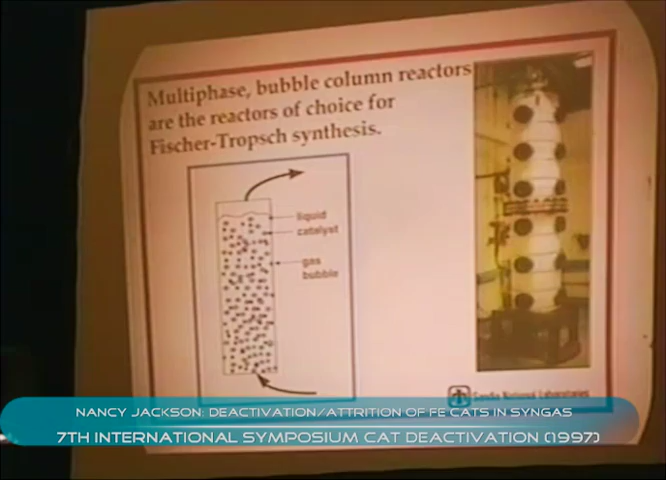 Multiphase, bubble column reactors
are the reactors of choice for
Fischer-Tropsch synthesis.
liquid
catalyst
gas
bubble
Sandia National Laboratories
NANCY JACKSON: DEACTIVATION/ATTRITION OF FE CATS IN SYNGAS
7TH INTERNATIONAL SYMPOSIUM CAT DEACTIVATION (1997)